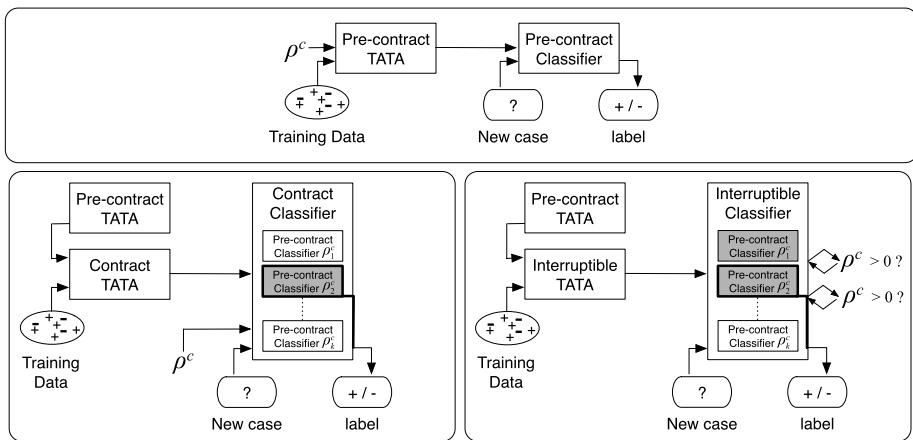 ρ^c
Pre-contract
TATA
Pre-contract
Classifier
?
+ / -
Training Data
New case
label
Pre-contract
TATA
Contract
TATA
Training
Data
ρ^c
Contract
Classifier
Pre-contract
Classifier ρ_1^c
Pre-contract
Classifier ρ_2^c
Pre-contract
Classifier ρ_k^c
?
+ / -
New case
label
Pre-contract
TATA
Interruptible
TATA
Training
Data
Interruptible
Classifier
Pre-contract
Classifier ρ_1^c
Pre-contract
Classifier ρ_2^c
Pre-contract
Classifier ρ_k^c
ρ^c > 0 ?
ρ^c > 0 ?
?
+ / -
New case
label